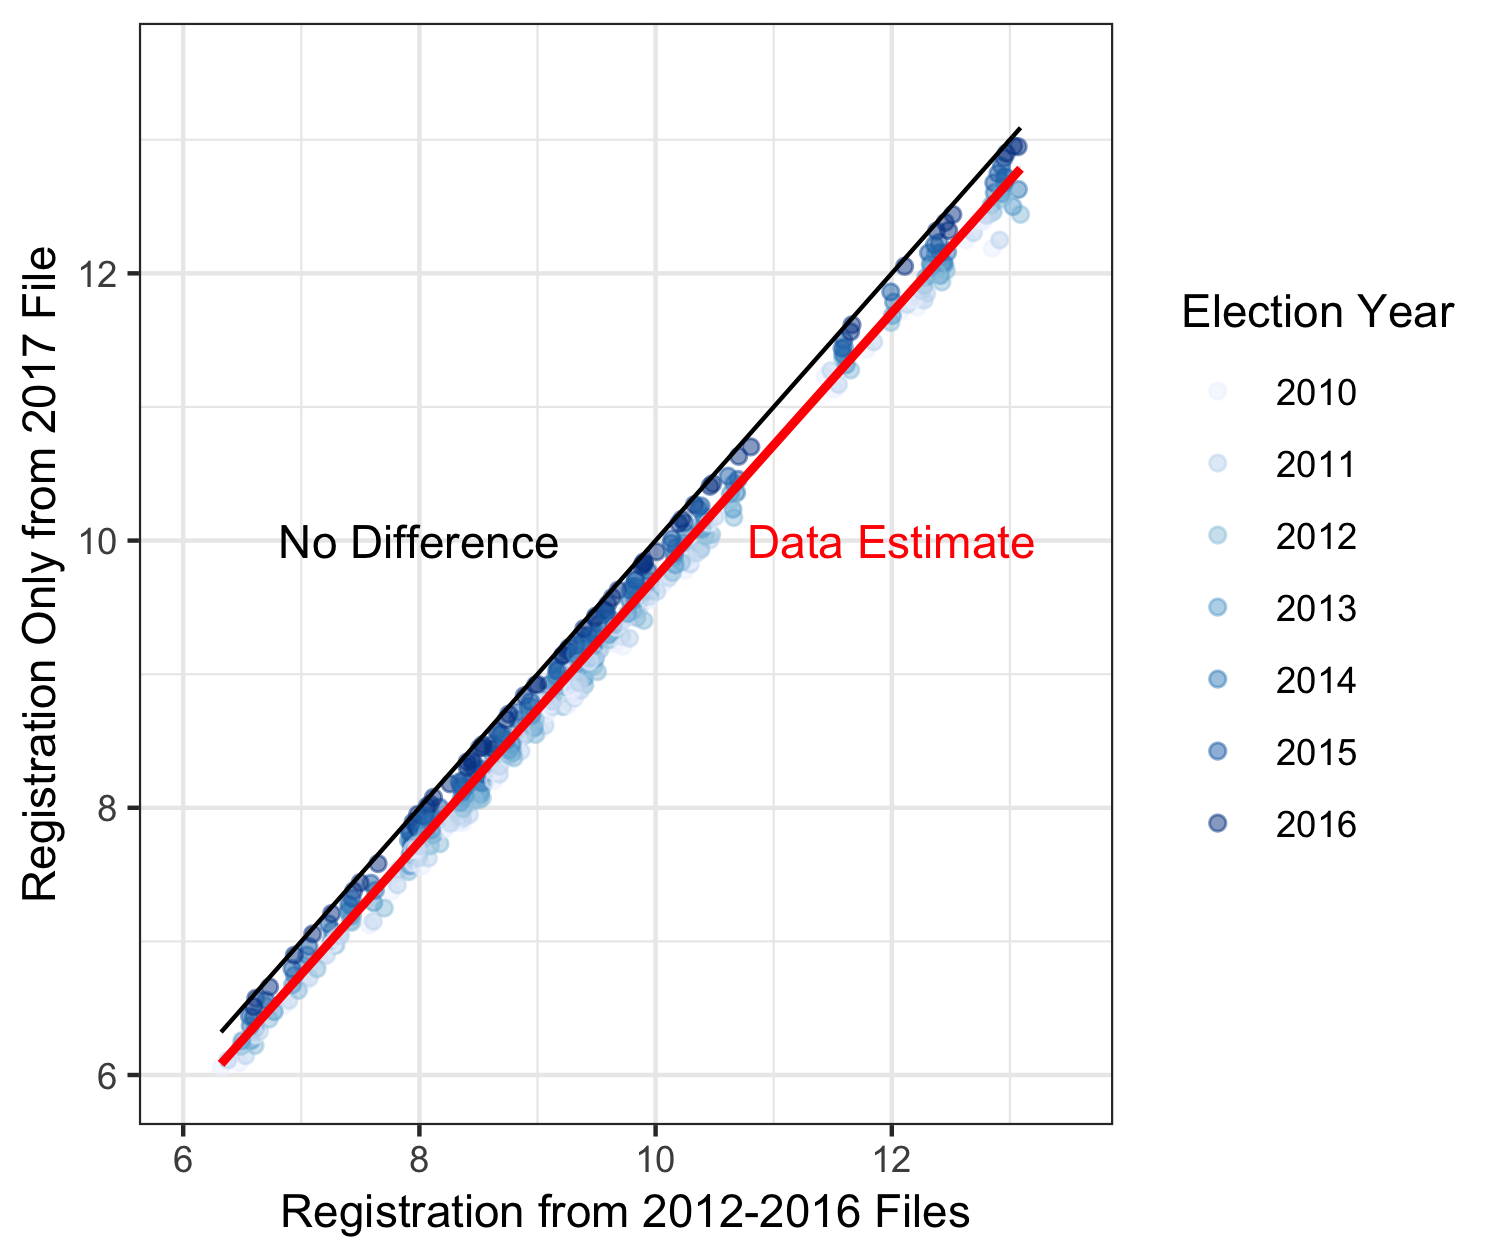 Registration Only from 2017 File
12
10
8
6
No Difference
Data Estimate
6 8 10 12
Registration from 2012-2016 Files
Election Year
2010
2011
2012
2013
2014
2015
2016